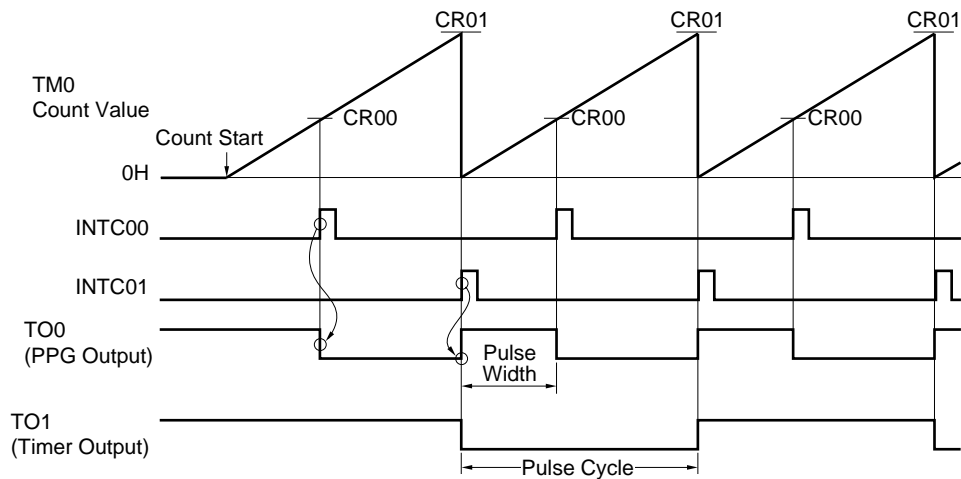 CR01 CR01 CR01
TM0
Count Value
CR00 CR00 CR00
Count Start
0H
INTC00
INTC01
TO0
(PPG Output)
Pulse
Width
TO1
(Timer Output)
Pulse Cycle